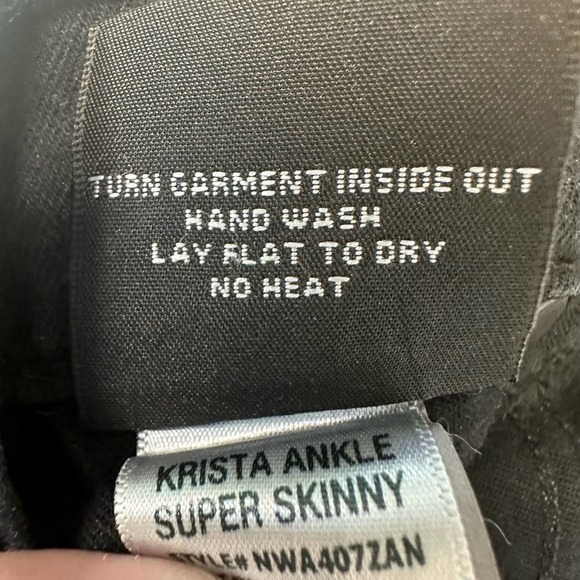 TURN GARMENT INSIDE OUT
HAND WASH
LAY FLAT TO DRY
NO HEAT
KRISTA ANKLE
SUPER SKINNY
STYLE# NWA407ZAN